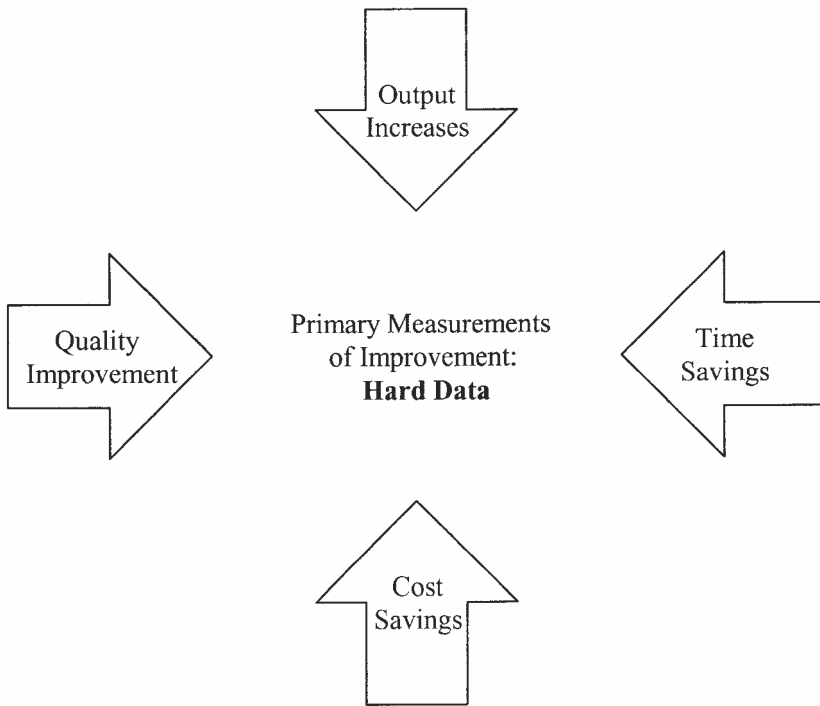 Output
Increases
Quality
Improvement
Primary Measurements
of Improvement:
Hard Data
Time
Savings
Cost
Savings